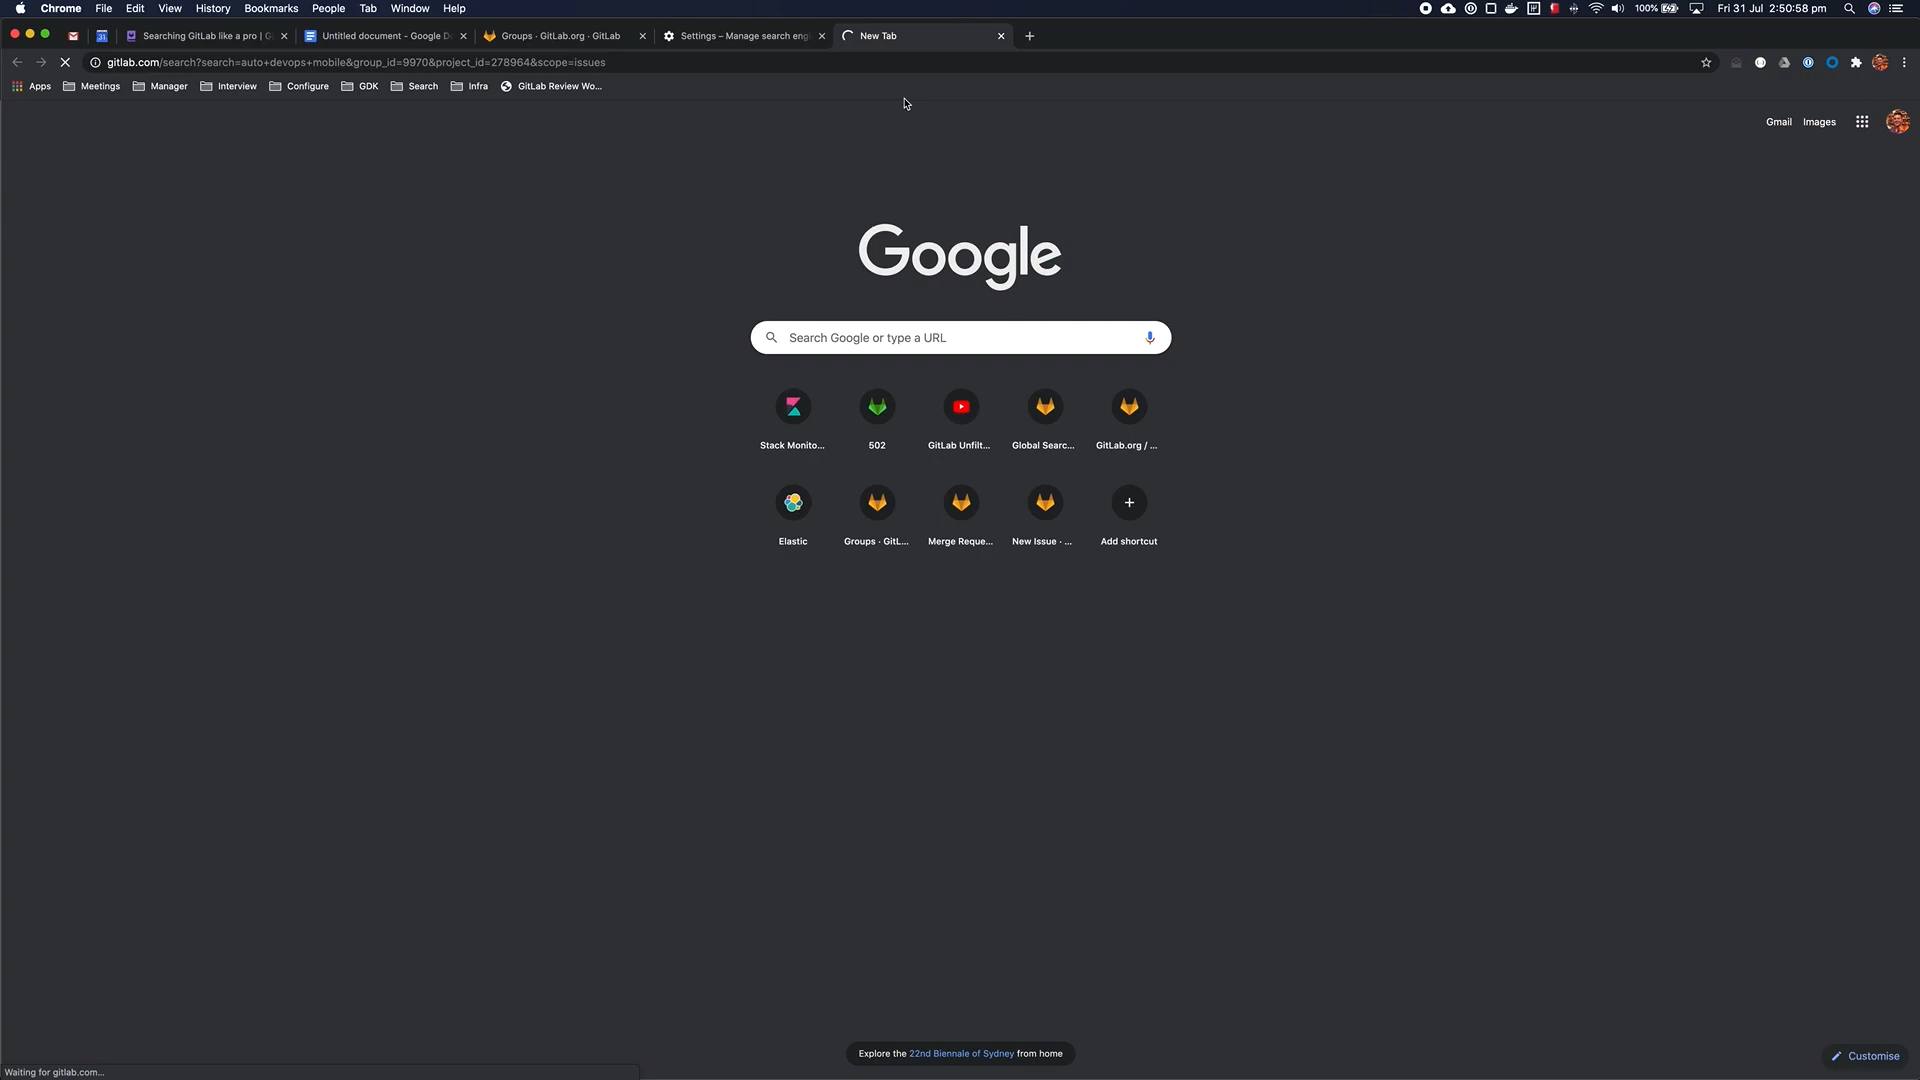 Chrome File Edit View History Bookmarks People Tab Window Help
100% Fri 31 Jul 2:50:58 pm
Searching GitLab like a pro | G
Untitled document - Google D
Groups · GitLab.org · GitLab
Settings – Manage search eng
New Tab
gitlab.com/search?search=auto+devops+mobile&group_id=9970&project_id=278964&scope=issues
Apps Meetings Manager Interview Configure GDK Search Infra GitLab Review Wo...
Gmail Images
Google
Search Google or type a URL
Stack Monito... 502 GitLab Unfilt... Global Searc... GitLab.org / ...
Elastic Groups · GitL... Merge Reque... New Issue · ... Add shortcut
Explore the 22nd Biennale of Sydney from home
Customise
Waiting for gitlab.com...